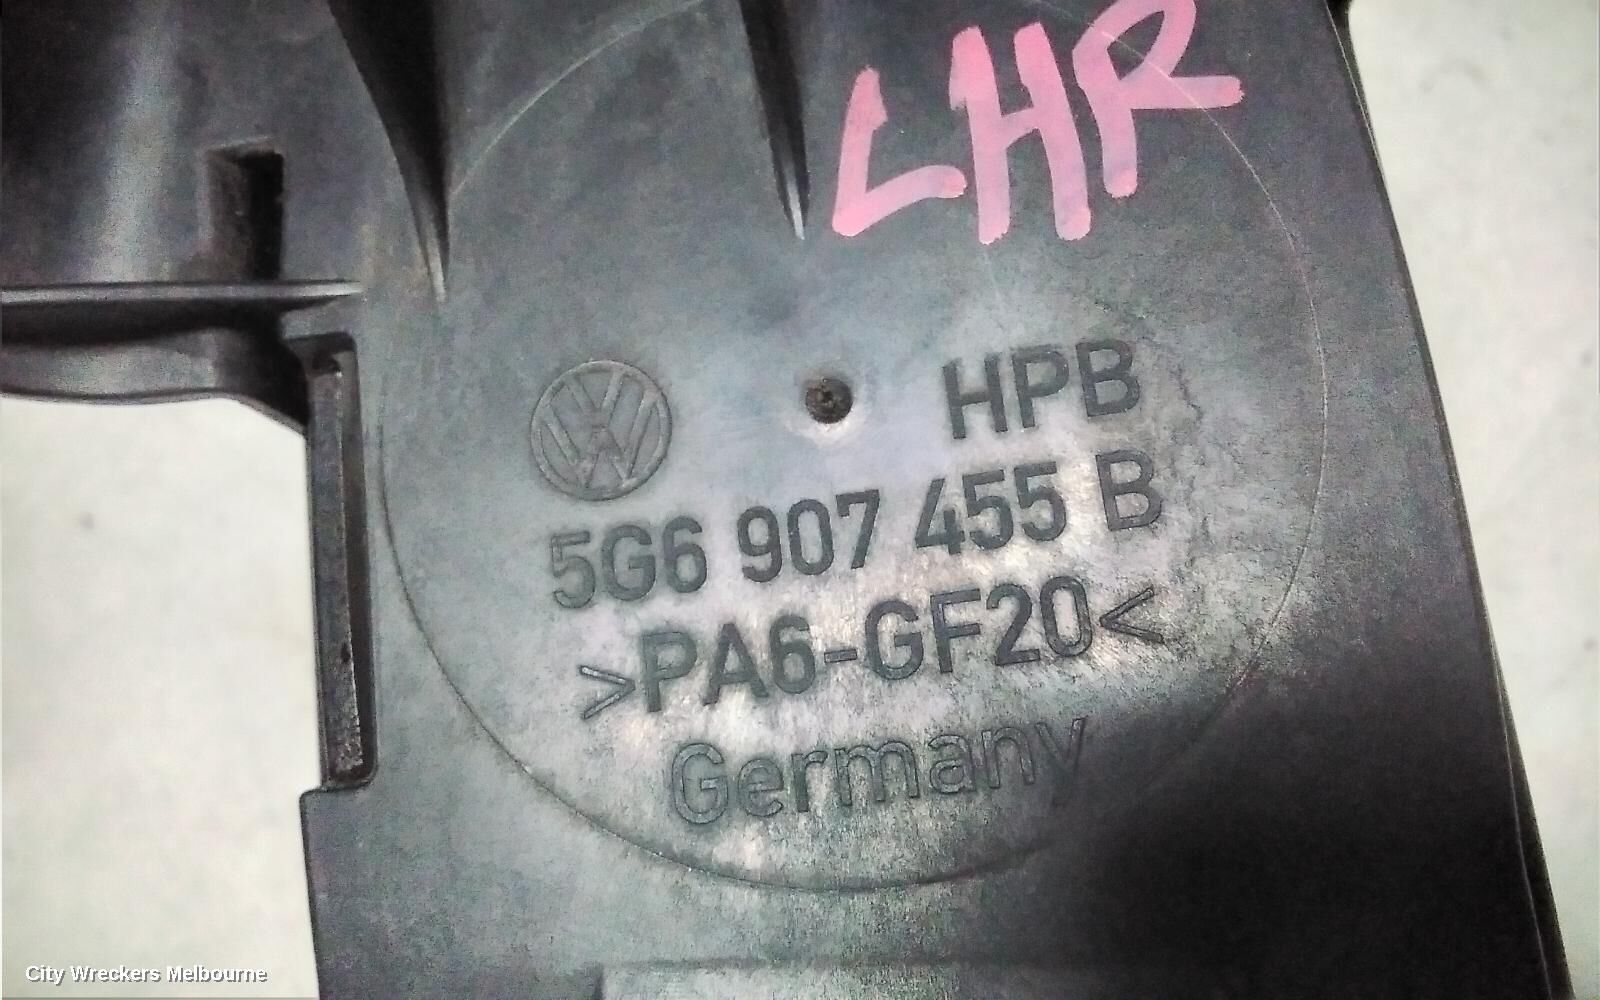 LHR
HPB
5G6 907 455 B
>PA6-GF20<
Germany
City Wreckers Melbourne